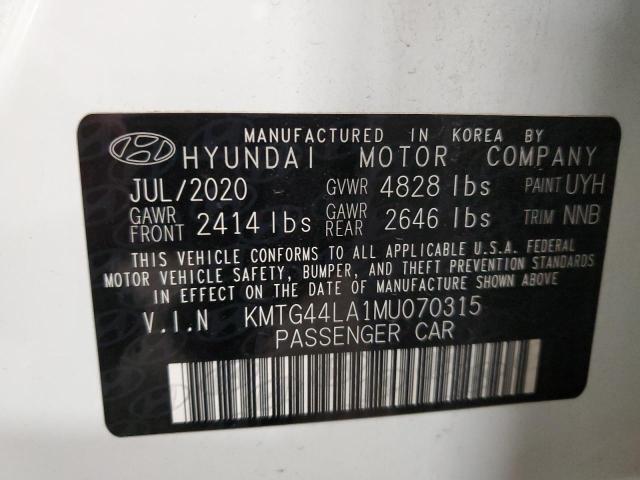 MANUFACTURED IN KOREA BY
HYUNDAI MOTOR COMPANY
JUL/2020 GVWR 4828 lbs PAINT UYH
GAWR FRONT 2414 lbs GAWR REAR 2646 lbs TRIM NNB
THIS VEHICLE CONFORMS TO ALL APPLICABLE U.S.A. FEDERAL
MOTOR VEHICLE SAFETY, BUMPER, AND THEFT PREVENTION STANDARDS
IN EFFECT ON THE DATE OF MANUFACTURE SHOWN ABOVE
V.I.N KMTG44LA1MU070315
PASSENGER CAR